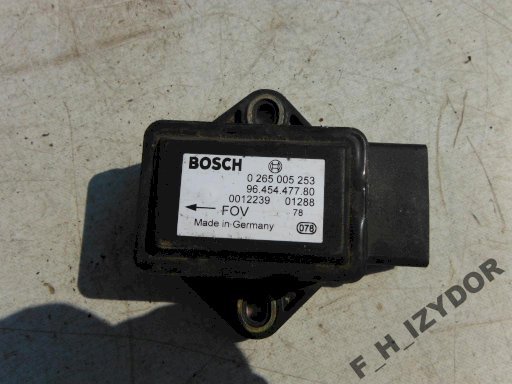 BOSCH
0 265 005 253
96.454.477.80
0012239 01288
FOV 78
Made in Germany 078
F_H_IZYDOR